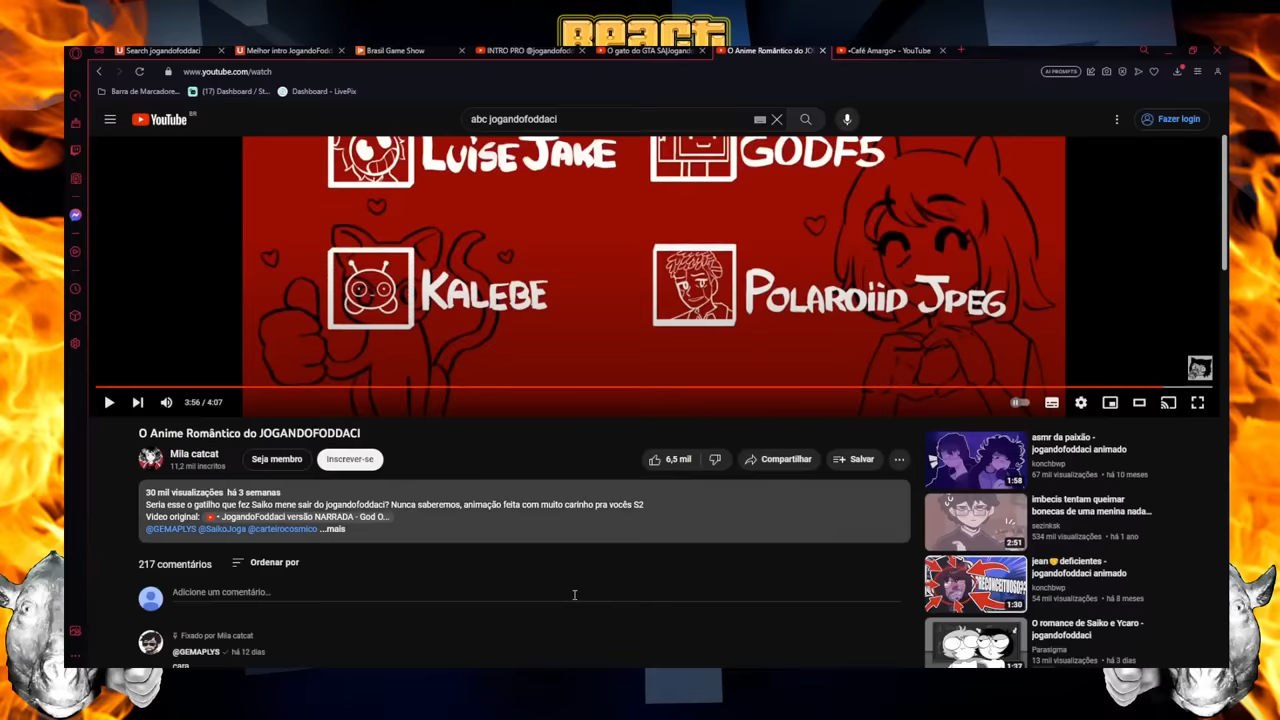 React
Search jogandofoddaci
Melhor intro JogandoFodd
Brasil Game Show
INTRO PRO @jogandofod
O gato do GTA SA|Jogand
O Anime Romântico do JO
•Café Amargo• - YouTube
www.youtube.com/watch
AI PROMPTS
Barra de Marcadore...
(17) Dashboard / St...
Dashboard - LivePix
YouTube BR
abc jogandofoddaci
Fazer login
LUISEJAKE
GODF5
KALEBE
POLAROIID JPEG
3:56 / 4:07
O Anime Romântico do JOGANDOFODDACI
Mila catcat
11,2 mil inscritos
Seja membro
Inscrever-se
6,5 mil
Compartilhar
Salvar
30 mil visualizações há 3 semanas
Seria esse o gatilho que fez Saiko mene sair do jogandofoddaci? Nunca saberemos, animação feita com muito carinho pra vocês S2
Video original: • JogandoFoddaci versão NARRADA - God O...
@GEMAPLYS @SaikoJoga @carteirocosmico ...mais
217 comentários
Ordenar por
Adicione um comentário...
Fixado por Mila catcat
@GEMAPLYS há 12 dias
cara
asmr da paixão -
jogandofoddaci animado
konchbwp
67 mil visualizações • há 10 meses
1:58
imbecis tentam queimar
bonecas de uma menina nada...
sezinksk
534 mil visualizações • há 1 ano
2:51
jean🤝deficientes -
jogandofoddaci animado
konchbwp
54 mil visualizações • há 8 meses
1:30
O romance de Saiko e Ycaro -
jogandofoddaci
Parasigma
13 mil visualizações • há 3 dias
1:37